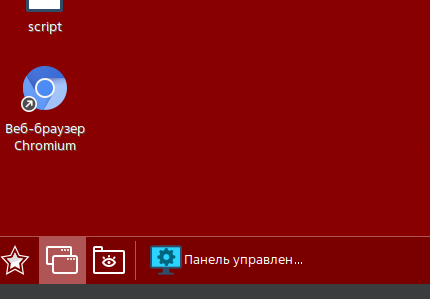 script
Веб-браузер
Chromium
Панель управлен...